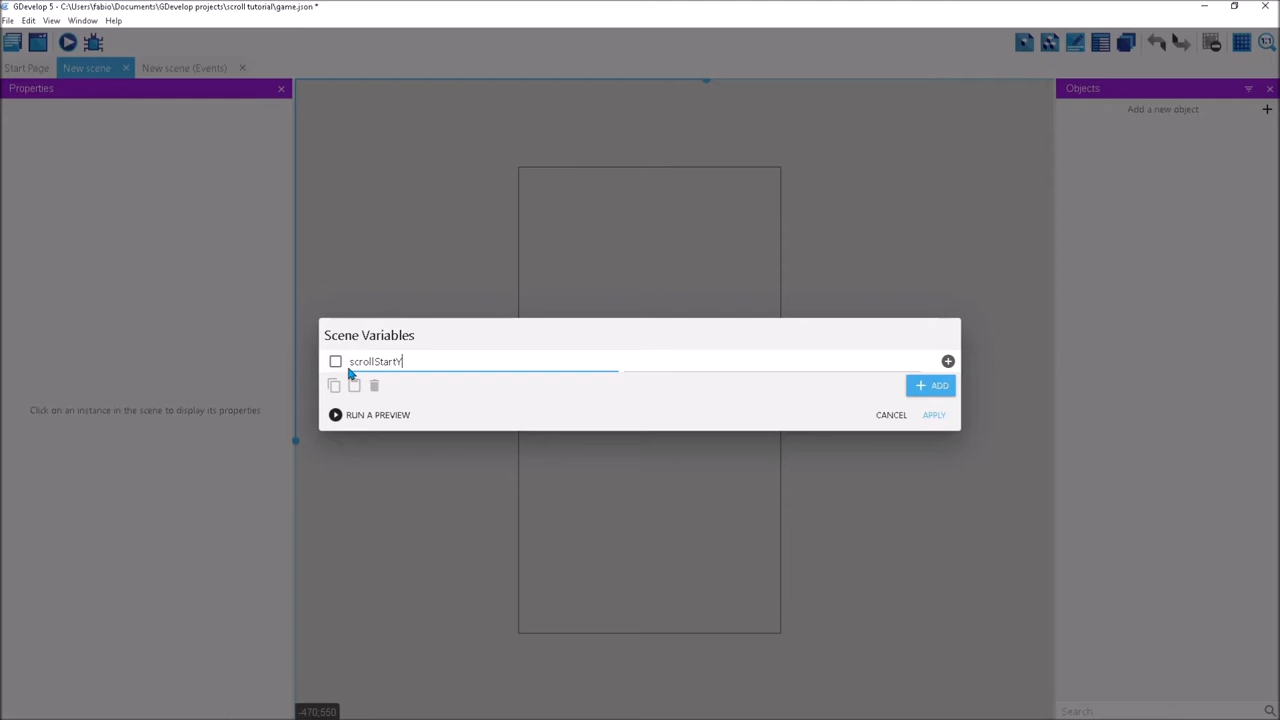 GDevelop 5 - C:\Users\fabio\Documents\GDevelop projects\scroll tutorial\game.json *
File Edit View Window Help
Start Page New scene New scene (Events)
Properties
Objects
Add a new object
Scene Variables
scrollStartY
ADD
RUN A PREVIEW
CANCEL APPLY
Click on an instance in the scene to display its properties
-470;550
Search
1:1